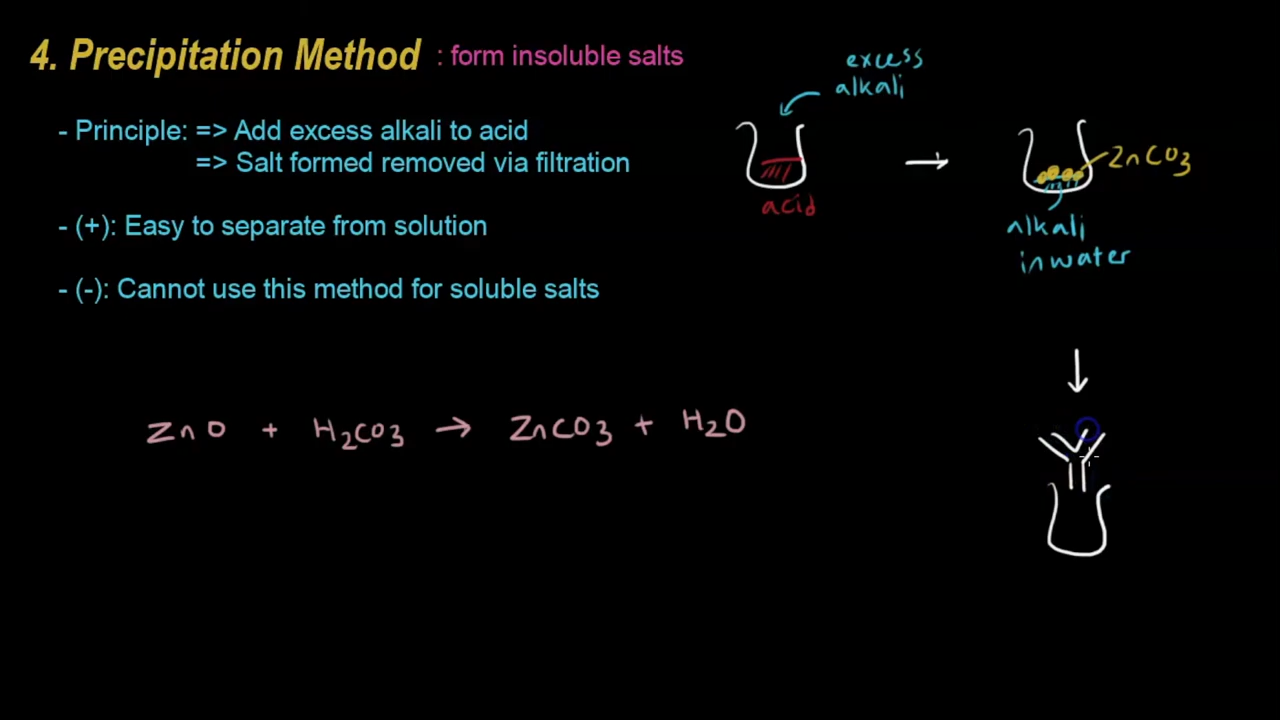 4. Precipitation Method : form insoluble salts
- Principle: => Add excess alkali to acid
=> Salt formed removed via filtration
- (+): Easy to separate from solution
- (-): Cannot use this method for soluble salts
excess
alkali
acid
ZnCO3
alkali
in water
ZnO + H2CO3 → ZnCO3 + H2O